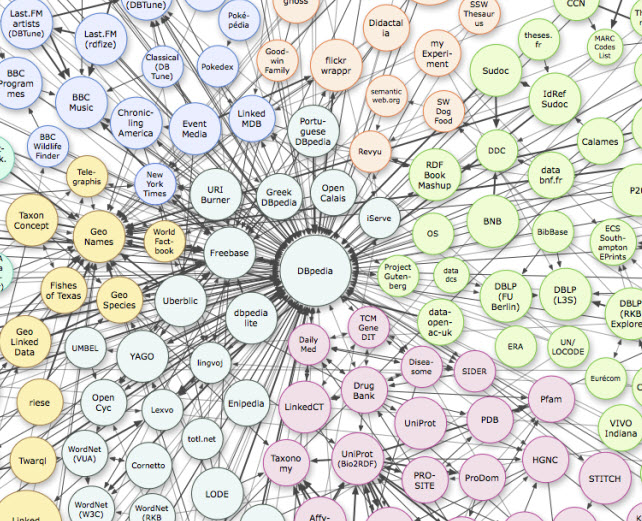 Last.FM
artists
(DBTune)
(DBTune)
Last.FM
(rdfize)
Poké-
pédia
Classical
(DB
Tune)
Pokedex
BBC
Program
mes
BBC
Music
Chronic-
ling
America
Event
Media
Linked
MDB
BBC
Wildlife
Finder
New
York
Times
Good-
win
Family
flickr
wrappr
Didactal
ia
my
Experi-
ment
SSW
Thesaur
us
semantic
web.org
SW
Dog
Food
Revyu
Portu-
guese
DBpedia
Greek
DBpedia
Open
Calais
URI
Burner
iServe
Freebase
DBpedia
Uberblic
dbpedia
lite
YAGO
UMBEL
lingvoj
Open
Cyc
Lexvo
Enipedia
totl.net
WordNet
(VUA)
Cornetto
LODE
WordNet
(W3C)
WordNet
(RKB
Tele-
graphis
Taxon
Concept
Geo
Names
World
Fact-
book
Fishes
of Texas
Geo
Species
Geo
Linked
Data
riese
Twarql
Linked
CCN
theses.
fr
MARC
Codes
List
Sudoc
IdRef
Sudoc
Calames
DDC
data
bnf.fr
RDF
Book
Mashup
BNB
OS
BibBase
ECS
South-
ampton
EPrints
Project
Guten-
berg
data
dcs
DBLP
(FU
Berlin)
DBLP
(L3S)
DBLP
(RKB
Explore
data-
open-
ac-uk
ERA
UN/
LOCODE
Eurécom
VIVO
Indiana
Daily
Med
TCM
Gene
DIT
Disea-
some
SIDER
Drug
Bank
LinkedCT
UniProt
PDB
Pfam
Taxono
my
UniProt
(Bio2RDF)
PRO-
SITE
ProDom
HGNC
STITCH
Affy-